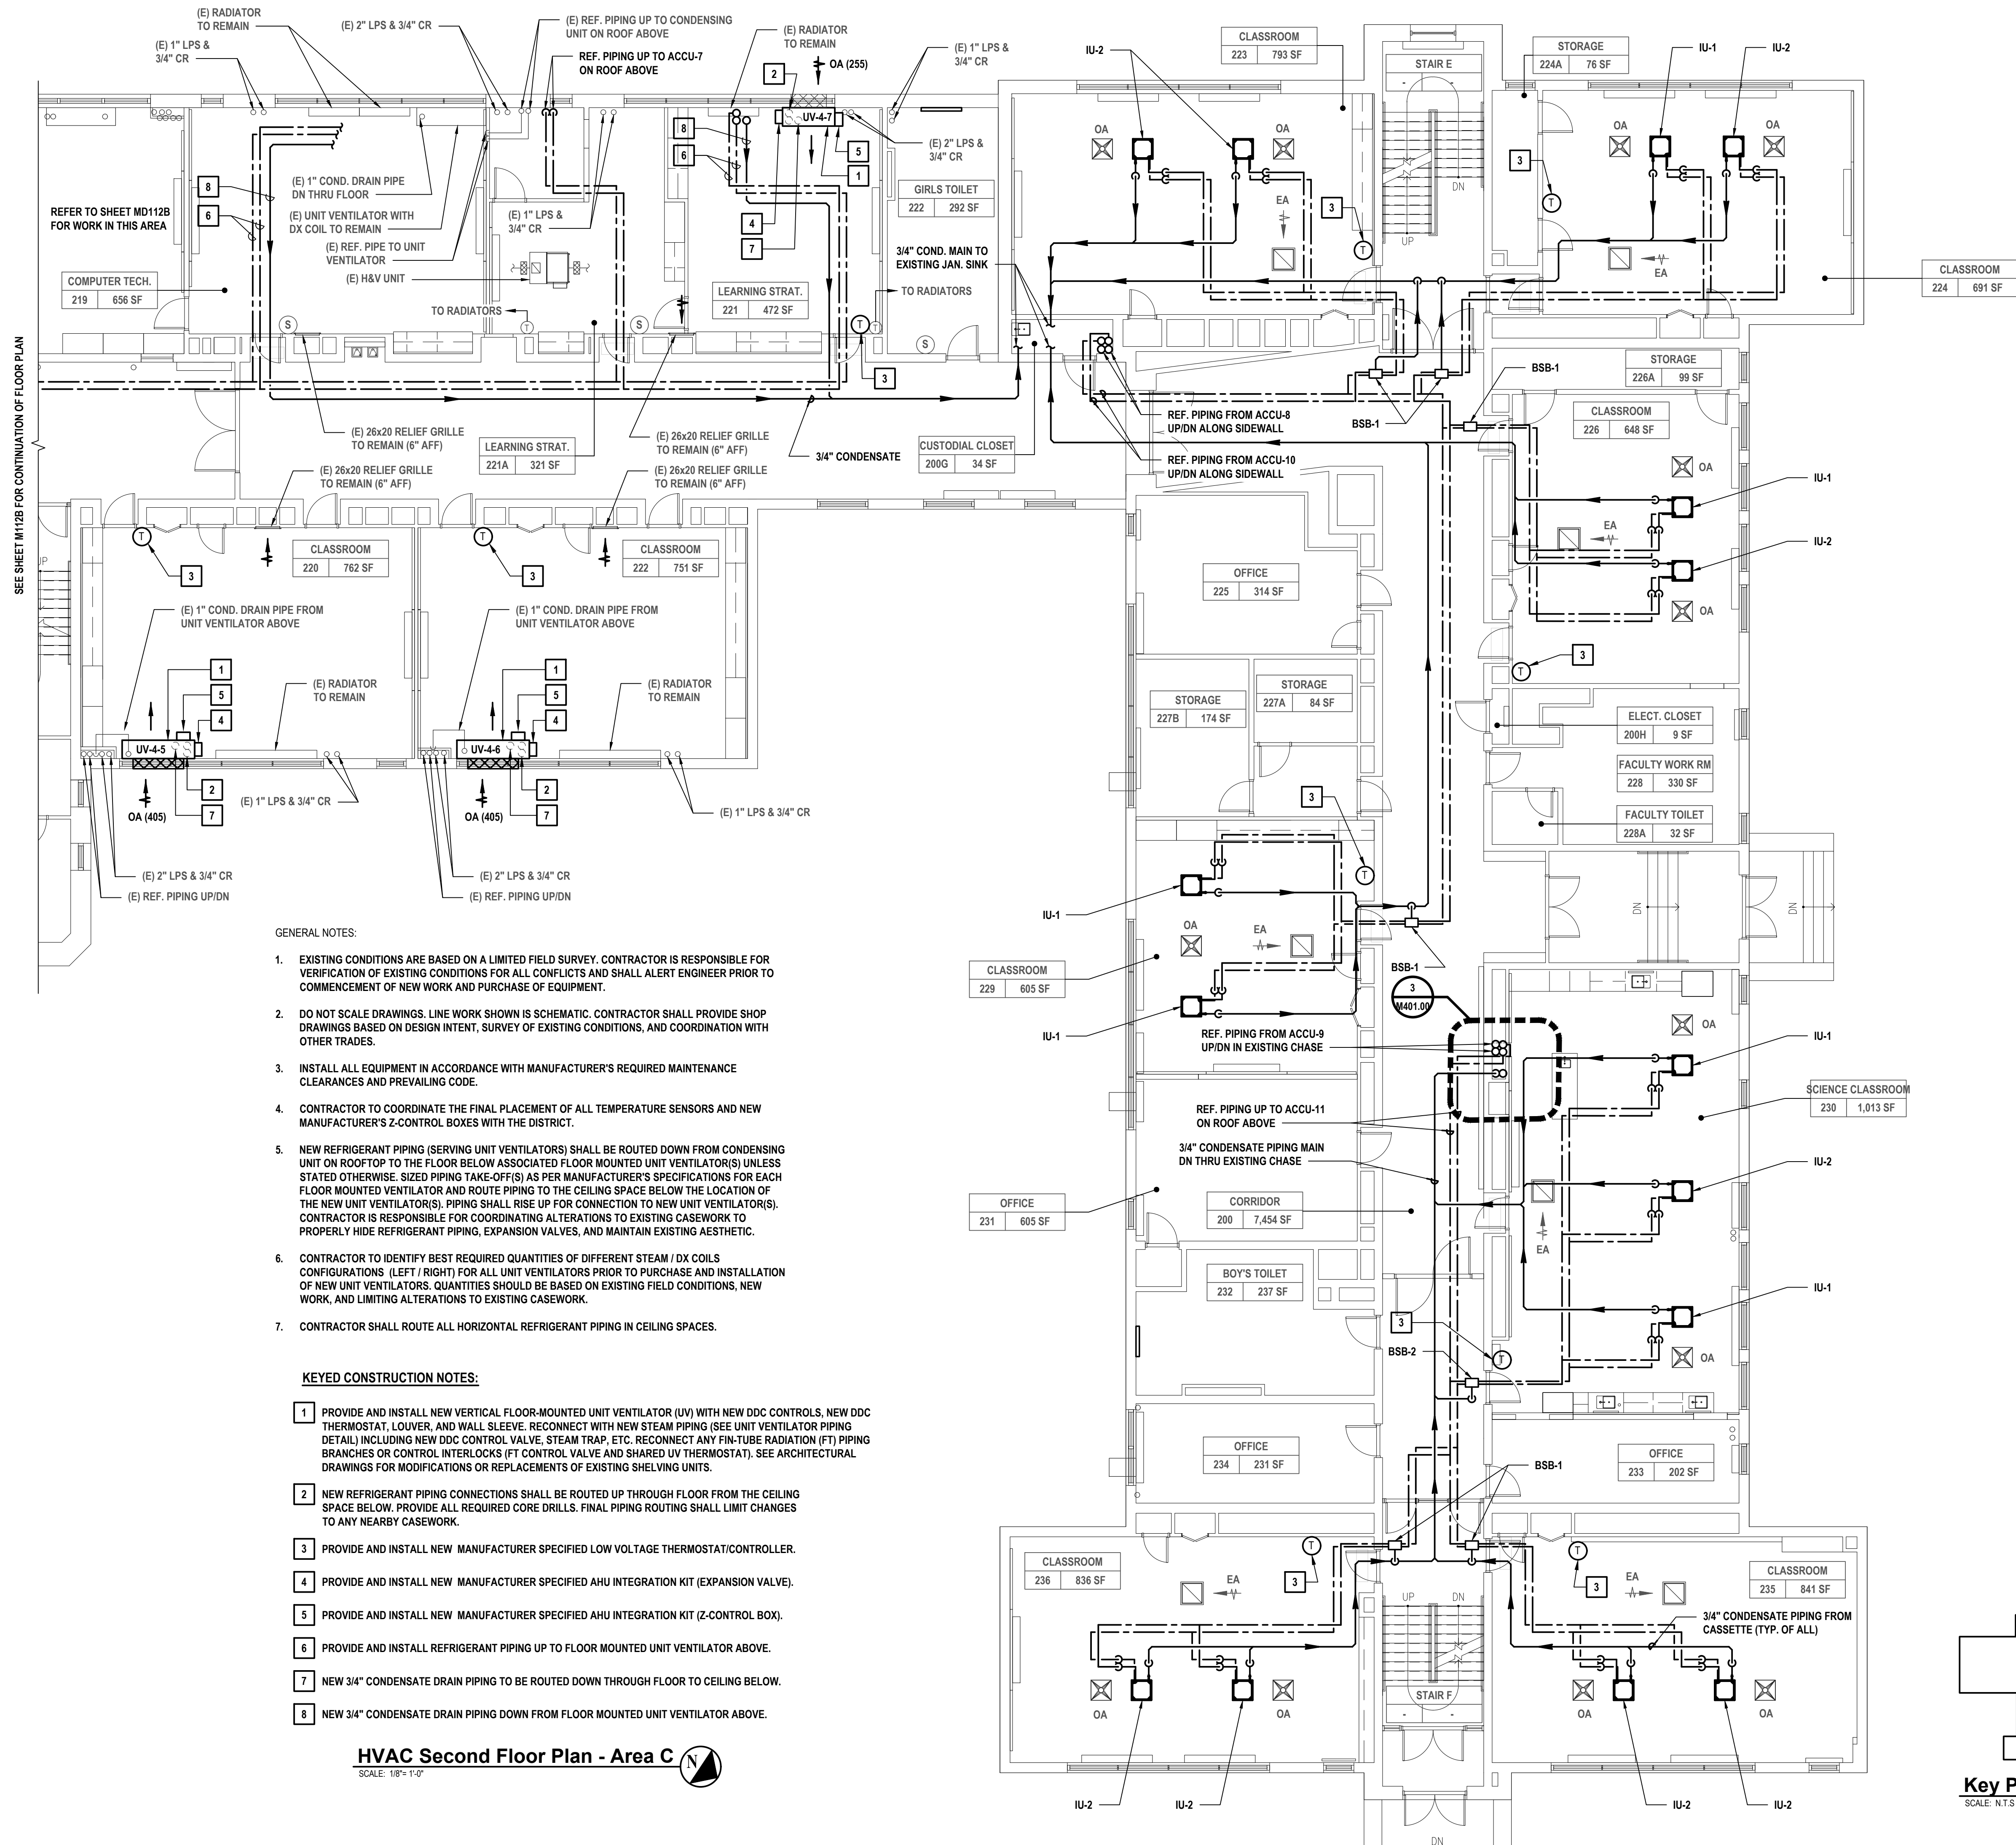 (E) RADIATOR
TO REMAIN
(E) 1" LPS &
3/4" CR
(E) 2" LPS & 3/4" CR
(E) REF. PIPING UP TO CONDENSING
UNIT ON ROOF ABOVE
REF. PIPING UP TO ACCU-7
ON ROOF ABOVE
(E) RADIATOR
TO REMAIN
2
OA (255)
(E) 1" LPS &
3/4" CR
UV-4-7
8
6
5
1
4
7
(E) 2" LPS &
3/4" CR
GIRLS TOILET
222 292 SF
REFER TO SHEET MD112B
FOR WORK IN THIS AREA
8
6
(E) 1" COND. DRAIN PIPE
DN THRU FLOOR
(E) UNIT VENTILATOR WITH
DX COIL TO REMAIN
(E) REF. PIPE TO UNIT
VENTILATOR
(E) H&V UNIT
(E) 1" LPS &
3/4" CR
COMPUTER TECH.
219 656 SF
LEARNING STRAT.
221 472 SF
TO RADIATORS
T
TO RADIATORS
T
T
S
S
S
3
3/4" COND. MAIN TO
EXISTING JAN. SINK
SEE SHEET M112B FOR CONTINUATION OF FLOOR PLAN
(E) 26x20 RELIEF GRILLE
TO REMAIN (6" AFF)
LEARNING STRAT.
221A 321 SF
(E) 26x20 RELIEF GRILLE
TO REMAIN (6" AFF)
(E) 26x20 RELIEF GRILLE
TO REMAIN (6" AFF)
(E) 26x20 RELIEF GRILLE
TO REMAIN (6" AFF)
3/4" CONDENSATE
CUSTODIAL CLOSET
200G 34 SF
UP
T
3
CLASSROOM
220 762 SF
T
3
CLASSROOM
222 751 SF
(E) 1" COND. DRAIN PIPE FROM
UNIT VENTILATOR ABOVE
(E) 1" COND. DRAIN PIPE FROM
UNIT VENTILATOR ABOVE
1
5
4
(E) RADIATOR
TO REMAIN
1
5
4
(E) RADIATOR
TO REMAIN
UV-4-5
UV-4-6
OA (405)
2
7
(E) 1" LPS & 3/4" CR
OA (405)
2
7
(E) 1" LPS & 3/4" CR
(E) 2" LPS & 3/4" CR
(E) REF. PIPING UP/DN
(E) 2" LPS & 3/4" CR
(E) REF. PIPING UP/DN
IU-2
CLASSROOM
223 793 SF
STAIR E
- -
STORAGE
224A 76 SF
IU-1
IU-2
OA
OA
EA
3
T
DN
UP
3
T
OA
OA
EA
CLASSROOM
224 691 SF
STORAGE
226A 99 SF
BSB-1
CLASSROOM
226 648 SF
REF. PIPING FROM ACCU-8
UP/DN ALONG SIDEWALL
BSB-1
REF. PIPING FROM ACCU-10
UP/DN ALONG SIDEWALL
OA
IU-1
EA
IU-2
OA
3
T
OFFICE
225 314 SF
STORAGE
227B 174 SF
STORAGE
227A 84 SF
ELECT. CLOSET
200H 9 SF
FACULTY WORK RM
228 330 SF
FACULTY TOILET
228A 32 SF
3
T
IU-1
OA
EA
CLASSROOM
229 605 SF
IU-1
BSB-1
DN
DN
3
M401.00
REF. PIPING FROM ACCU-9
UP/DN IN EXISTING CHASE
OA
IU-1
SCIENCE CLASSROOM
230 1,013 SF
REF. PIPING UP TO ACCU-11
ON ROOF ABOVE
3/4" CONDENSATE PIPING MAIN
DN THRU EXISTING CHASE
IU-2
OFFICE
231 605 SF
CORRIDOR
200 7,454 SF
EA
BOY'S TOILET
232 237 SF
IU-1
3
T
OA
BSB-2
OFFICE
234 231 SF
BSB-1
OFFICE
233 202 SF
CLASSROOM
236 836 SF
T
3
EA
T
3
EA
CLASSROOM
235 841 SF
UP
DN
3/4" CONDENSATE PIPING FROM
CASSETTE (TYP. OF ALL)
STAIR F
- -
OA
OA
OA
OA
IU-2
IU-2
IU-2
IU-2
DN
GENERAL NOTES:
1. EXISTING CONDITIONS ARE BASED ON A LIMITED FIELD SURVEY. CONTRACTOR IS RESPONSIBLE FOR
VERIFICATION OF EXISTING CONDITIONS FOR ALL CONFLICTS AND SHALL ALERT ENGINEER PRIOR TO
COMMENCEMENT OF NEW WORK AND PURCHASE OF EQUIPMENT.
2. DO NOT SCALE DRAWINGS. LINE WORK SHOWN IS SCHEMATIC. CONTRACTOR SHALL PROVIDE SHOP
DRAWINGS BASED ON DESIGN INTENT, SURVEY OF EXISTING CONDITIONS, AND COORDINATION WITH
OTHER TRADES.
3. INSTALL ALL EQUIPMENT IN ACCORDANCE WITH MANUFACTURER'S REQUIRED MAINTENANCE
CLEARANCES AND PREVAILING CODE.
4. CONTRACTOR TO COORDINATE THE FINAL PLACEMENT OF ALL TEMPERATURE SENSORS AND NEW
MANUFACTURER'S Z-CONTROL BOXES WITH THE DISTRICT.
5. NEW REFRIGERANT PIPING (SERVING UNIT VENTILATORS) SHALL BE ROUTED DOWN FROM CONDENSING
UNIT ON ROOFTOP TO THE FLOOR BELOW ASSOCIATED FLOOR MOUNTED UNIT VENTILATOR(S) UNLESS
STATED OTHERWISE. SIZED PIPING TAKE-OFF(S) AS PER MANUFACTURER'S SPECIFICATIONS FOR EACH
FLOOR MOUNTED VENTILATOR AND ROUTE PIPING TO THE CEILING SPACE BELOW THE LOCATION OF
THE NEW UNIT VENTILATOR(S). PIPING SHALL RISE UP FOR CONNECTION TO NEW UNIT VENTILATOR(S).
CONTRACTOR IS RESPONSIBLE FOR COORDINATING ALTERATIONS TO EXISTING CASEWORK TO
PROPERLY HIDE REFRIGERANT PIPING, EXPANSION VALVES, AND MAINTAIN EXISTING AESTHETIC.
6. CONTRACTOR TO IDENTIFY BEST REQUIRED QUANTITIES OF DIFFERENT STEAM / DX COILS
CONFIGURATIONS (LEFT / RIGHT) FOR ALL UNIT VENTILATORS PRIOR TO PURCHASE AND INSTALLATION
OF NEW UNIT VENTILATORS. QUANTITIES SHOULD BE BASED ON EXISTING FIELD CONDITIONS, NEW
WORK, AND LIMITING ALTERATIONS TO EXISTING CASEWORK.
7. CONTRACTOR SHALL ROUTE ALL HORIZONTAL REFRIGERANT PIPING IN CEILING SPACES.
KEYED CONSTRUCTION NOTES:
1 PROVIDE AND INSTALL NEW VERTICAL FLOOR-MOUNTED UNIT VENTILATOR (UV) WITH NEW DDC CONTROLS, NEW DDC
THERMOSTAT, LOUVER, AND WALL SLEEVE. RECONNECT WITH NEW STEAM PIPING (SEE UNIT VENTILATOR PIPING
DETAIL) INCLUDING NEW DDC CONTROL VALVE, STEAM TRAP, ETC. RECONNECT ANY FIN-TUBE RADIATION (FT) PIPING
BRANCHES OR CONTROL INTERLOCKS (FT CONTROL VALVE AND SHARED UV THERMOSTAT). SEE ARCHITECTURAL
DRAWINGS FOR MODIFICATIONS OR REPLACEMENTS OF EXISTING SHELVING UNITS.
2 NEW REFRIGERANT PIPING CONNECTIONS SHALL BE ROUTED UP THROUGH FLOOR FROM THE CEILING
SPACE BELOW. PROVIDE ALL REQUIRED CORE DRILLS. FINAL PIPING ROUTING SHALL LIMIT CHANGES
TO ANY NEARBY CASEWORK.
3 PROVIDE AND INSTALL NEW MANUFACTURER SPECIFIED LOW VOLTAGE THERMOSTAT/CONTROLLER.
4 PROVIDE AND INSTALL NEW MANUFACTURER SPECIFIED AHU INTEGRATION KIT (EXPANSION VALVE).
5 PROVIDE AND INSTALL NEW MANUFACTURER SPECIFIED AHU INTEGRATION KIT (Z-CONTROL BOX).
6 PROVIDE AND INSTALL REFRIGERANT PIPING UP TO FLOOR MOUNTED UNIT VENTILATOR ABOVE.
7 NEW 3/4" CONDENSATE DRAIN PIPING TO BE ROUTED DOWN THROUGH FLOOR TO CEILING BELOW.
8 NEW 3/4" CONDENSATE DRAIN PIPING DOWN FROM FLOOR MOUNTED UNIT VENTILATOR ABOVE.
HVAC Second Floor Plan - Area C
SCALE: 1/8"= 1'-0"
N
Key P
SCALE: N.T.S